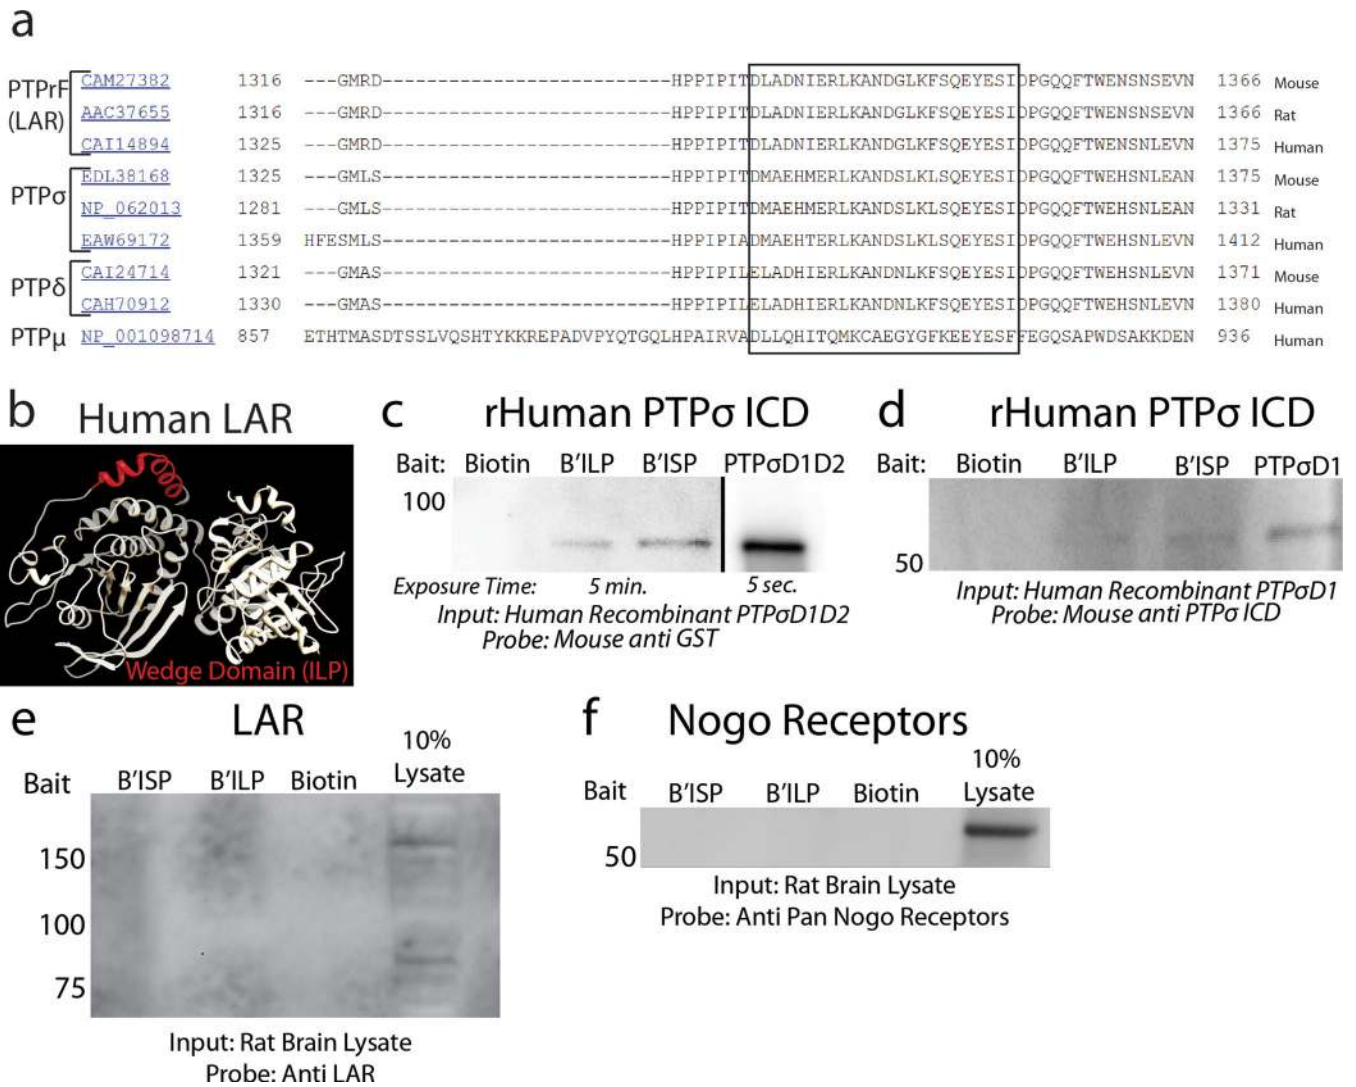 a
PTPrF (LAR)
CAM27382 1316 ---GMRD-----------------------------HPPIPITDLADNIERLKANDGLKFSQEYESIDPGQQFTWENSNSEVN 1366 Mouse
AAC37655 1316 ---GMRD-----------------------------HPPIPITDLADNIERLKANDGLKFSQEYESIDPGQQFTWENSNSEVN 1366 Rat
CAI14894 1325 ---GMRD-----------------------------HPPIPITDLADNIERLKANDGLKFSQEYESIDPGQQFTWENSNLEVN 1375 Human
PTPσ
EDL38168 1325 ---GMLS-----------------------------HPPIPITDMAEHMERLKANDSLKLSQEYESIDPGQQFTWEHSNLEAN 1375 Mouse
NP_062013 1281 ---GMLS-----------------------------HPPIPITDMAEHMERLKANDSLKLSQEYESIDPGQQFTWEHSNLEAN 1331 Rat
EAW69172 1359 HFESMLS-----------------------------HPPIPIADMAEHTERLKANDSLKLSQEYESIDPGQQFTWEHSNLEVN 1412 Human
PTPδ
CAI24714 1321 ---GMAS-----------------------------HPPIPILELADHIERLKANDNLKFSQEYESIDPGQQFTWEHSNLEVN 1371 Mouse
CAH70912 1330 ---GMAS-----------------------------HPPIPILELADHIERLKANDNLKFSQEYESIDPGQQFTWEHSNLEVN 1380 Human
PTPμ NP_001098714 857 ETHTMASDTSSLVQSHTYKKREPADVPYQTGQLHPAIRVADLLQHITQMKCAEGYGFKEEYESFFEGQSAPWDSAKKDEN 936 Human
b Human LAR
Wedge Domain (ILP)
c rHuman PTPσ ICD
Bait: Biotin B'ILP B'ISP PTPσD1D2
100
Exposure Time: 5 min. 5 sec.
Input: Human Recombinant PTPσD1D2
Probe: Mouse anti GST
d rHuman PTPσ ICD
Bait: Biotin B'ILP B'ISP PTPσD1
50
Input: Human Recombinant PTPσD1
Probe: Mouse anti PTPσ ICD
e LAR
Bait B'ISP B'ILP Biotin 10% Lysate
150
100
75
Input: Rat Brain Lysate
Probe: Anti LAR
f Nogo Receptors
Bait B'ISP B'ILP Biotin 10% Lysate
50
Input: Rat Brain Lysate
Probe: Anti Pan Nogo Receptors